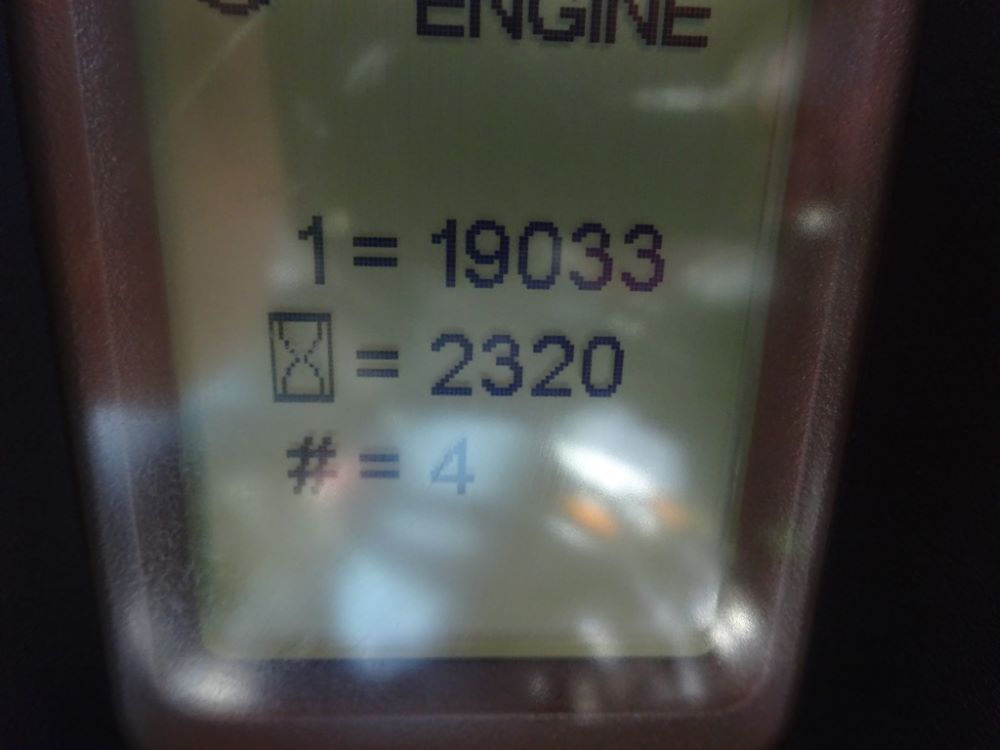 ENGINE
1 = 19033
= 2320
# = 4